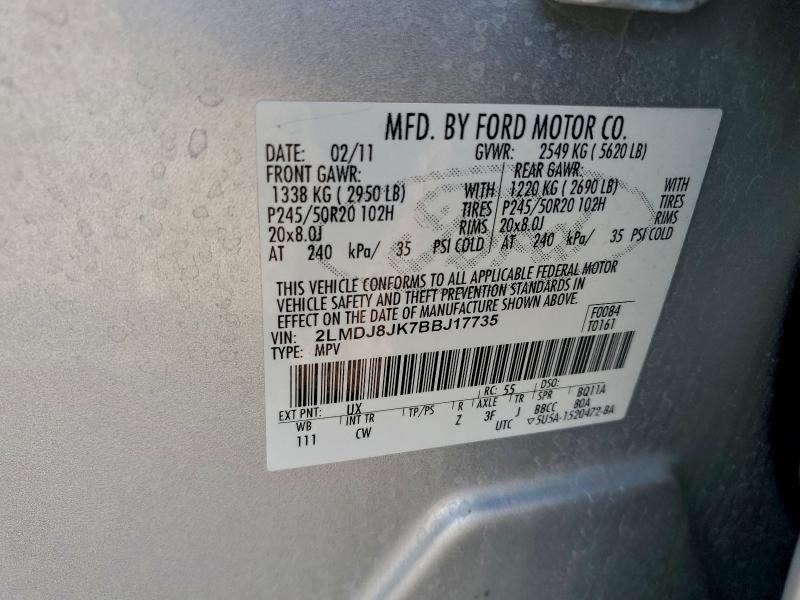 MFD. BY FORD MOTOR CO.
DATE: 02/11 GVWR: 2549 KG ( 5620 LB)
FRONT GAWR: REAR GAWR:
1338 KG ( 2950 LB) WITH 1220 KG ( 2690 LB) WITH
P245/50R20 102H TIRES P245/50R20 102H TIRES
20x8.0J RIMS 20x8.0J RIMS
AT 240 kPa/ 35 PSI COLD AT 240 kPa/ 35 PSI COLD
THIS VEHICLE CONFORMS TO ALL APPLICABLE FEDERAL MOTOR
VEHICLE SAFETY AND THEFT PREVENTION STANDARDS IN
EFFECT ON THE DATE OF MANUFACTURE SHOWN ABOVE.
VIN: 2LMDJ8JK7BBJ17735 F0084
TYPE: MPV T0161
EXT PNT: UX RC: 55 DSO:
WB INT TR TP/PS R AXLE TR SPR BQ11A
111 CW Z 3F J BBCC 80A
UTC ▽5U5A-1520472-BA